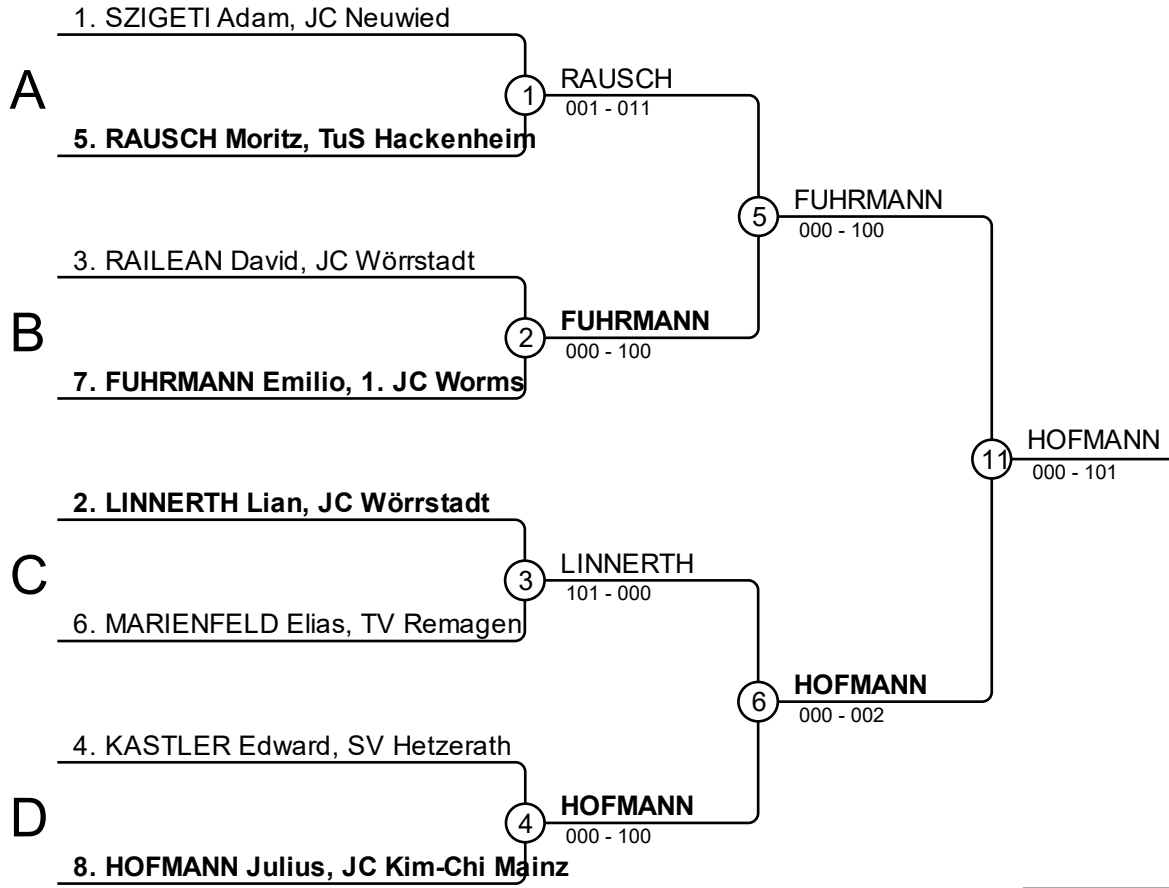 1. SZIGETI Adam, JC Neuwied
A
1
RAUSCH
001 - 011
5. RAUSCH Moritz, TuS Hackenheim
5
FUHRMANN
000 - 100
3. RAILEAN David, JC Wörrstadt
B
2
FUHRMANN
000 - 100
7. FUHRMANN Emilio, 1. JC Worms
11
HOFMANN
000 - 101
2. LINNERTH Lian, JC Wörrstadt
C
3
LINNERTH
101 - 000
6. MARIENFELD Elias, TV Remagen
6
HOFMANN
000 - 002
4. KASTLER Edward, SV Hetzerath
D
4
HOFMANN
000 - 100
8. HOFMANN Julius, JC Kim-Chi Mainz